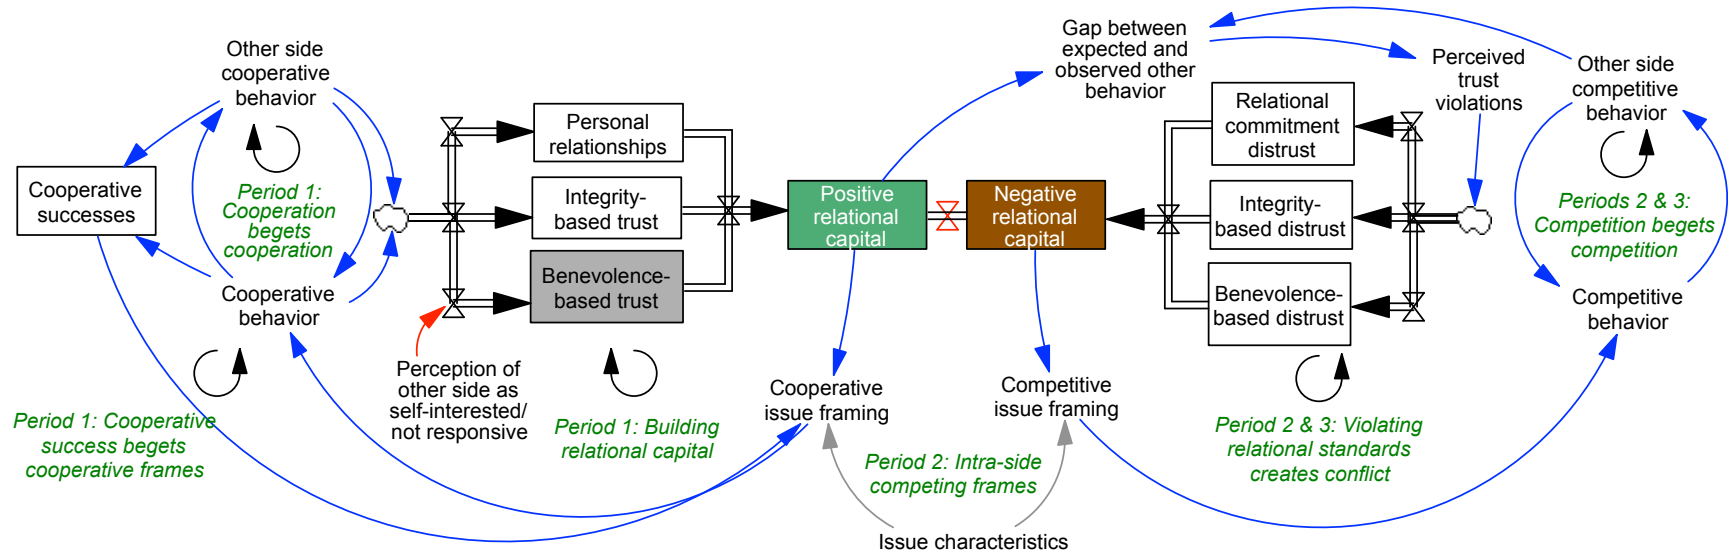 Other side
cooperative
behavior
Cooperative
successes
Period 1:
Cooperation
begets
cooperation
Cooperative
behavior
Period 1: Cooperative
success begets
cooperative frames
Personal
relationships
Integrity-
based trust
Benevolence-
based trust
Perception of
other side as
self-interested/
not responsive
Period 1: Building
relational capital
Positive
relational
capital
Negative
relational
capital
Cooperative
issue framing
Competitive
issue framing
Period 2: Intra-side
competing frames
Issue characteristics
Gap between
expected and
observed other
behavior
Perceived
trust
violations
Relational
commitment
distrust
Integrity-
based distrust
Benevolence-
based distrust
Period 2 & 3: Violating
relational standards
creates conflict
Other side
competitive
behavior
Periods 2 & 3:
Competition begets
competition
Competitive
behavior